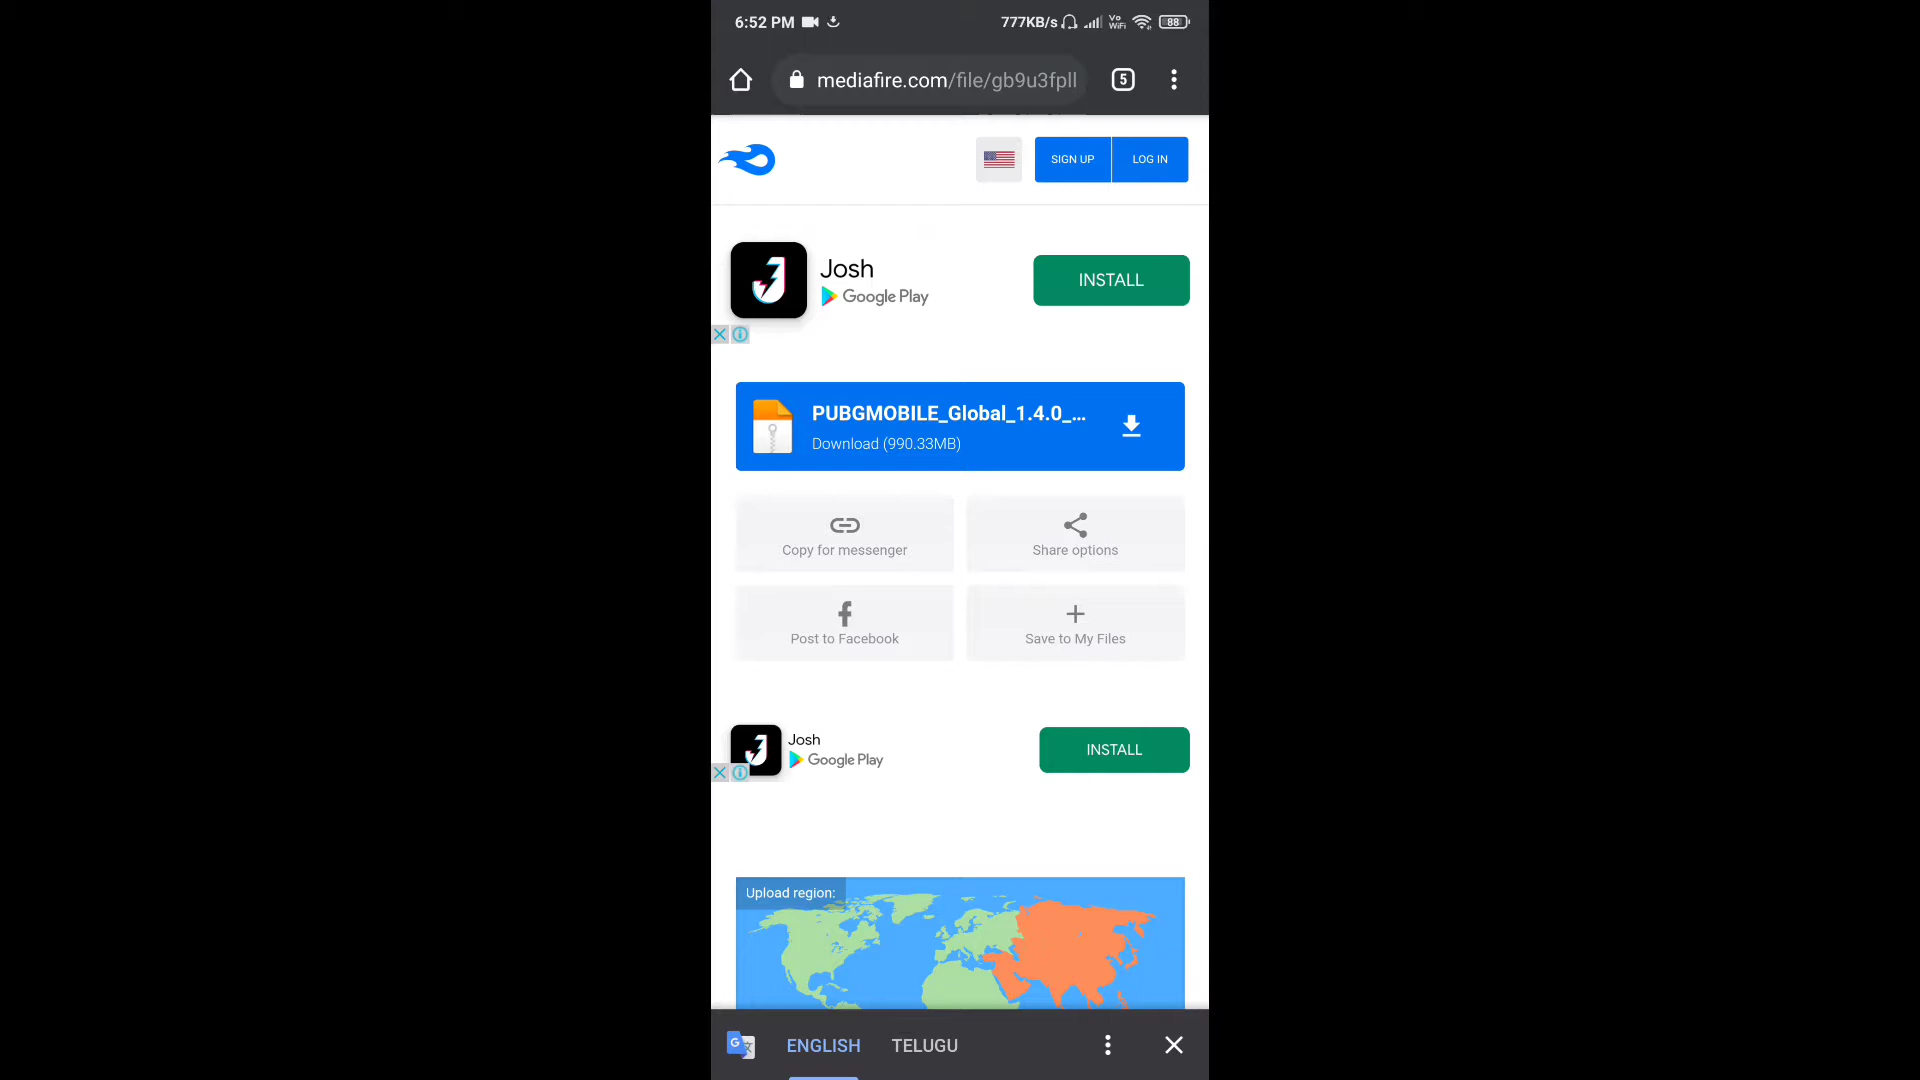 6:52 PM 777KB/s Vo WiFi 88
mediafire.com/file/gb9u3fpll 5
SIGN UP LOG IN
Josh
Google Play
INSTALL
PUBGMOBILE_Global_1.4.0_...
Download (990.33MB)
Copy for messenger Share options
Post to Facebook Save to My Files
Josh
Google Play
INSTALL
Upload region:
ENGLISH TELUGU